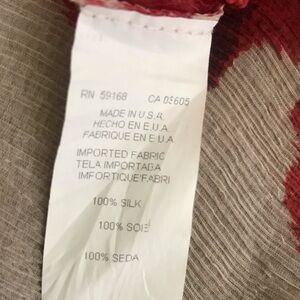 RN 59168 CA 03605
MADE IN U.S.A.
HECHO EN E.U.A.
FABRIQUE EN E.U.A
IMPORTED FABRIC
TELA IMPORTADA
IMFORTIQUE'FABRI
100% SILK
100% SOIE
100% SEDA